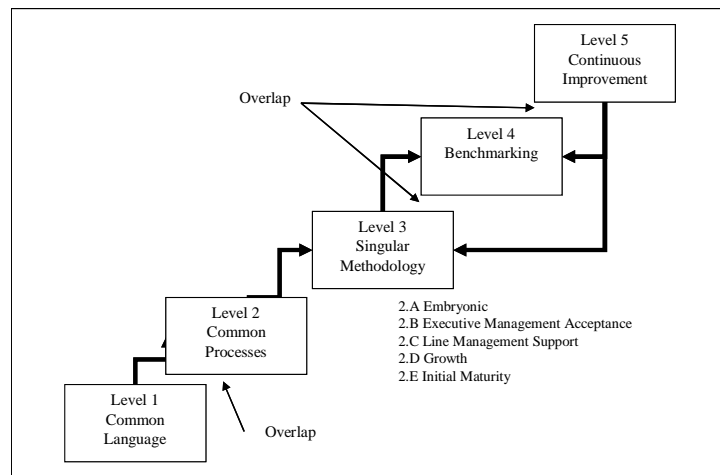 Level 5
Continuous
Improvement
Overlap
Level 4
Benchmarking
Level 3
Singular
Methodology
2.A Embryonic
2.B Executive Management Acceptance
2.C Line Management Support
2.D Growth
2.E Initial Maturity
Level 2
Common
Processes
Level 1
Common
Language
Overlap